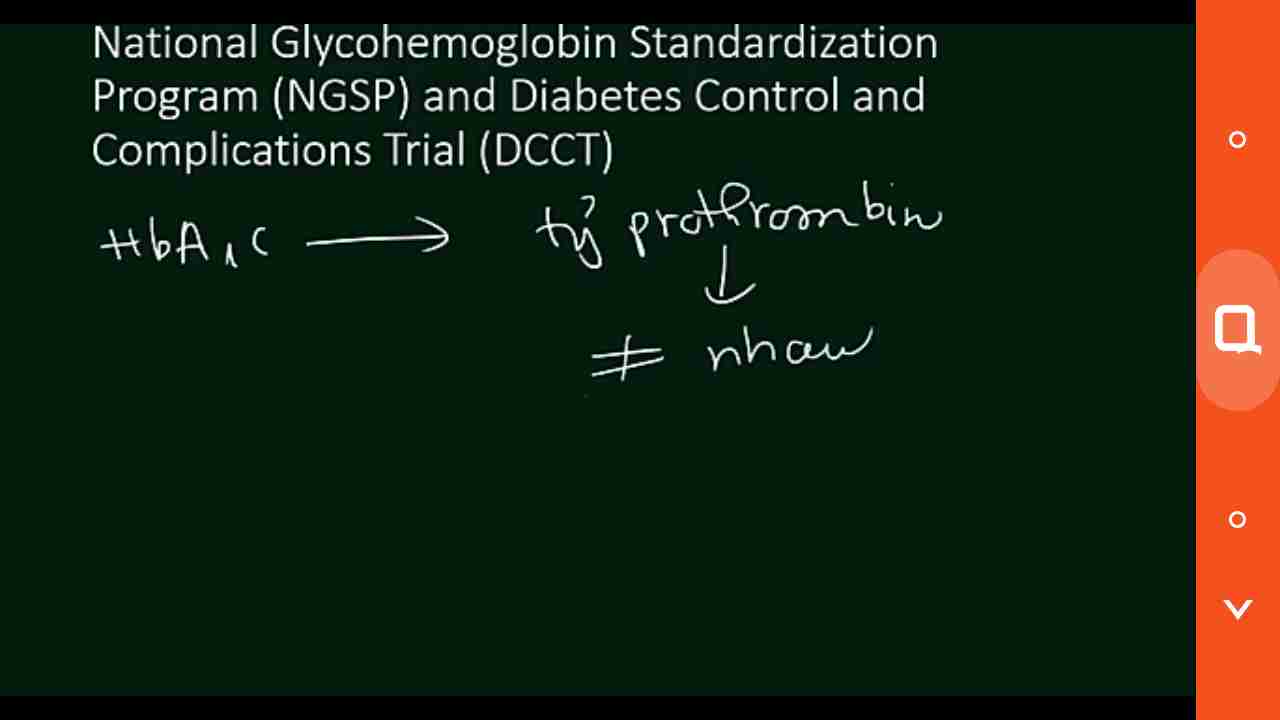 National Glycohemoglobin Standardization
Program (NGSP) and Diabetes Control and
Complications Trial (DCCT)
HbA1C → tỷ prothrombin
↓
≠ nhau